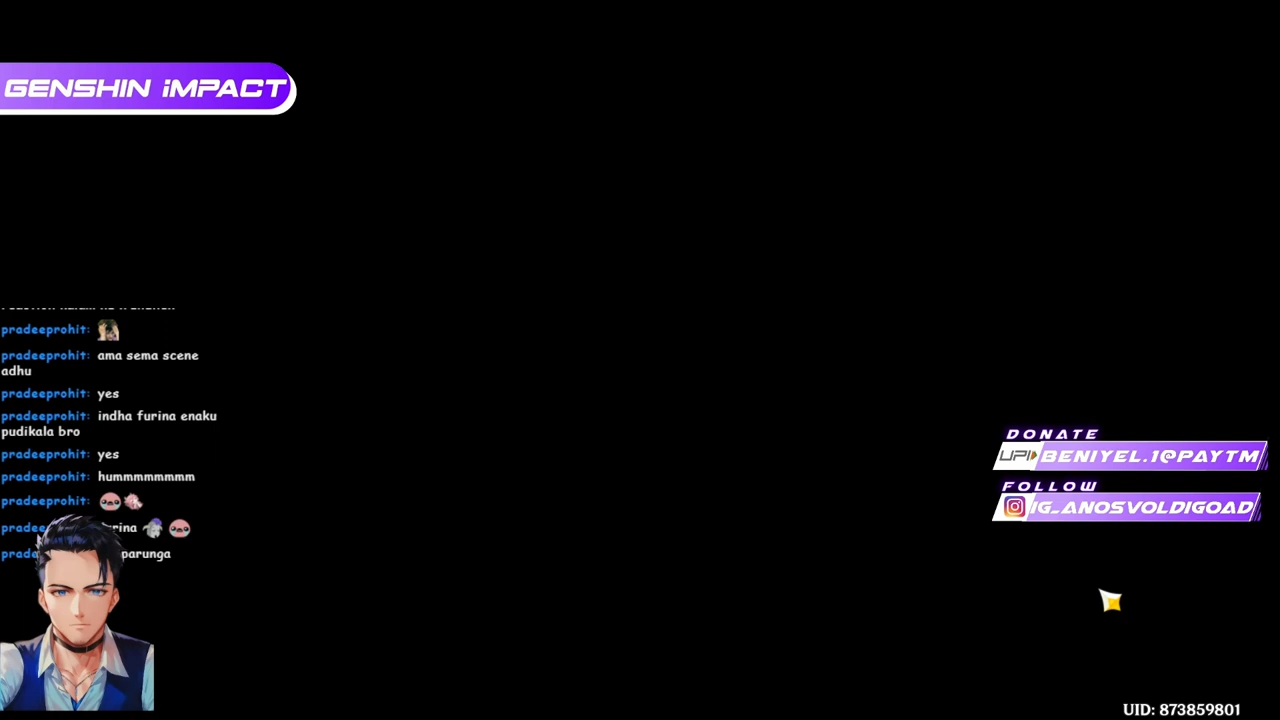 GENSHIN iMPACT
pradeeprohit:
pradeeprohit: ama sema scene
adhu
pradeeprohit: yes
pradeeprohit: indha furina enaku
pudikala bro
pradeeprohit: yes
pradeeprohit: hummmmmmmm
pradeeprohit:
parunga
DONATE
UPI BENIYEL.1@PAYTM
FOLLOW
IG_ANOSVOLDIGOAD
UID: 873859801